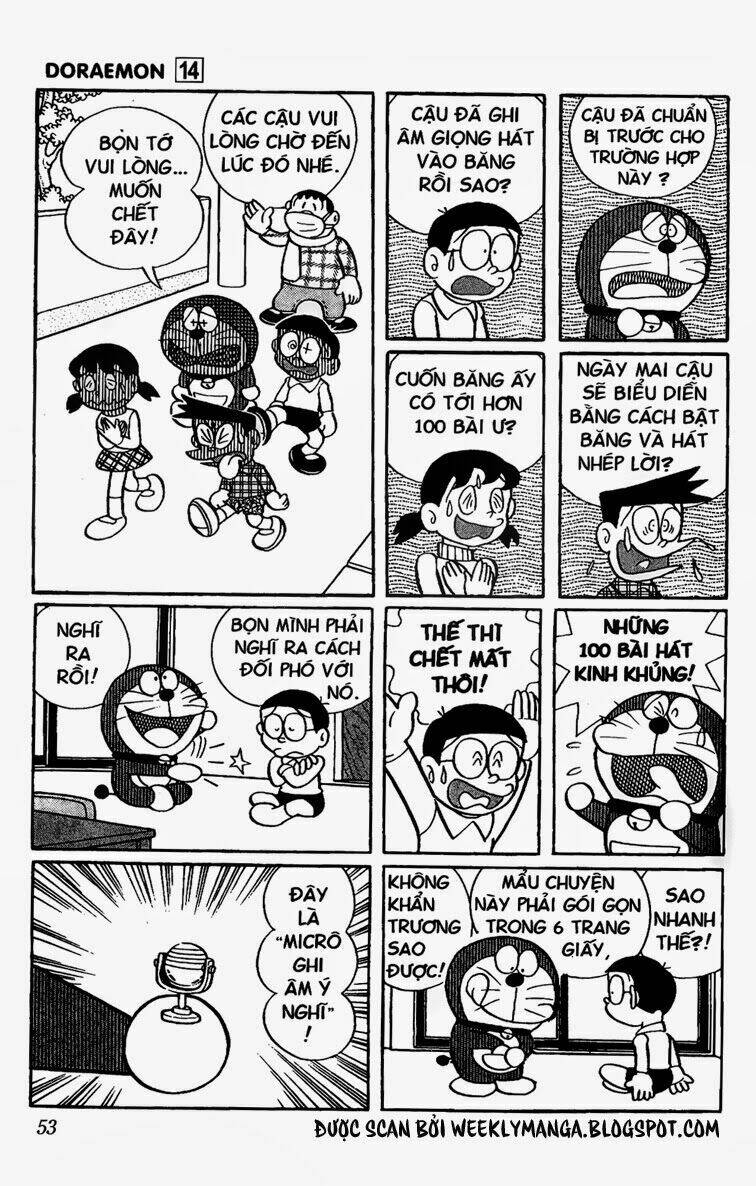 DORAEMON 14
CẬU ĐÃ CHUẨN
BỊ TRƯỚC CHO
TRƯỜNG HỢP
NÀY ?
CẬU ĐÃ GHI
ÂM GIỌNG HÁT
VÀO BĂNG
RỒI SAO?
NGÀY MAI CẬU
SẼ BIỂU DIỄN
BẰNG CÁCH BẬT
BĂNG VÀ HÁT
NHÉP LỜI?
CUỐN BĂNG ẤY
CÓ TỚI HƠN
100 BÀI Ư?
CÁC CẬU VUI
LÒNG CHỜ ĐẾN
LÚC ĐÓ NHÉ.
BỌN TỚ
VUI LÒNG...
MUỐN
CHẾT
ĐÂY!
NHỮNG
100 BÀI HÁT
KINH KHỦNG!
THẾ THÌ
CHẾT MẤT
THÔI!
BỌN MÌNH PHẢI
NGHĨ RA CÁCH
ĐỐI PHÓ VỚI
NÓ.
NGHĨ
RA
RỒI!
SAO
NHANH
THẾ?!
MẨU CHUYỆN
NÀY PHẢI GÓI GỌN
TRONG 6 TRANG
GIẤY,
KHÔNG
KHẨN
TRƯƠNG
SAO
ĐƯỢC!
ĐÂY
LÀ
"MICRÔ
GHI
ÂM Ý
NGHĨ"
!
53
ĐƯỢC SCAN BỞI WEEKLYMANGA.BLOGSPOT.COM